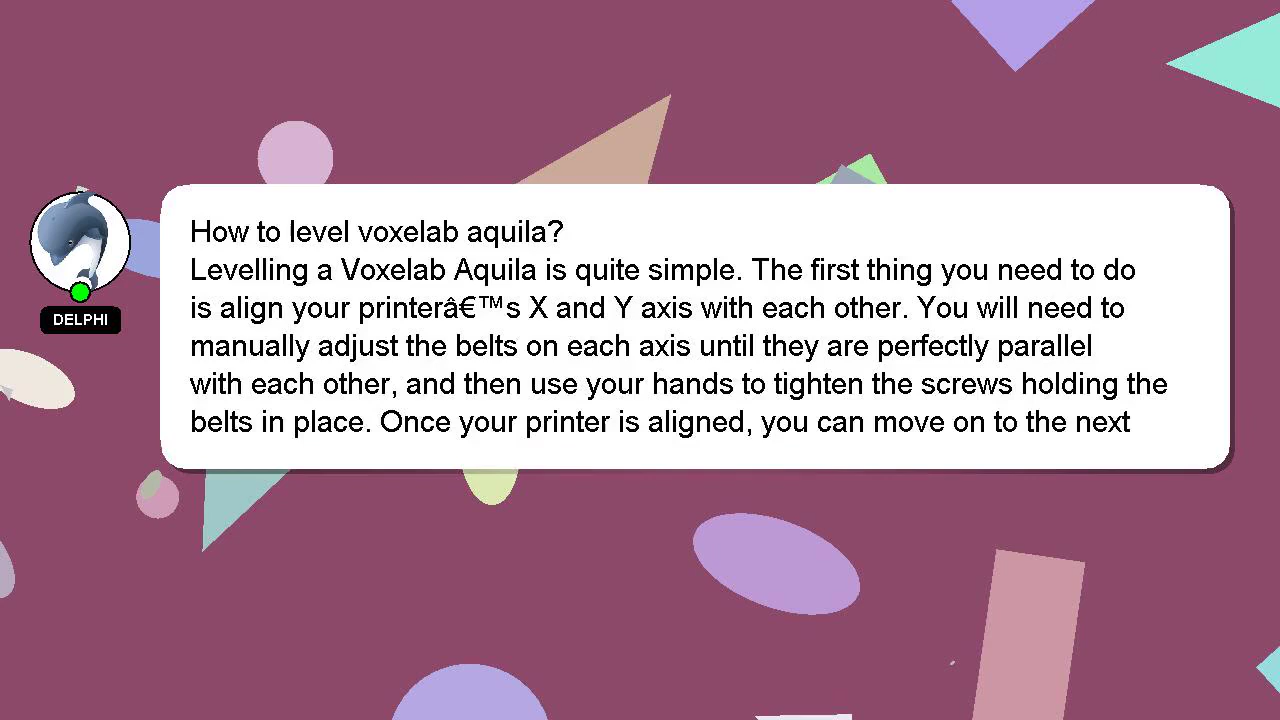 How to level voxelab aquila?
Levelling a Voxelab Aquila is quite simple. The first thing you need to do
is align your printerâ€™s X and Y axis with each other. You will need to
manually adjust the belts on each axis until they are perfectly parallel
with each other, and then use your hands to tighten the screws holding the
belts in place. Once your printer is aligned, you can move on to the next
DELPHI